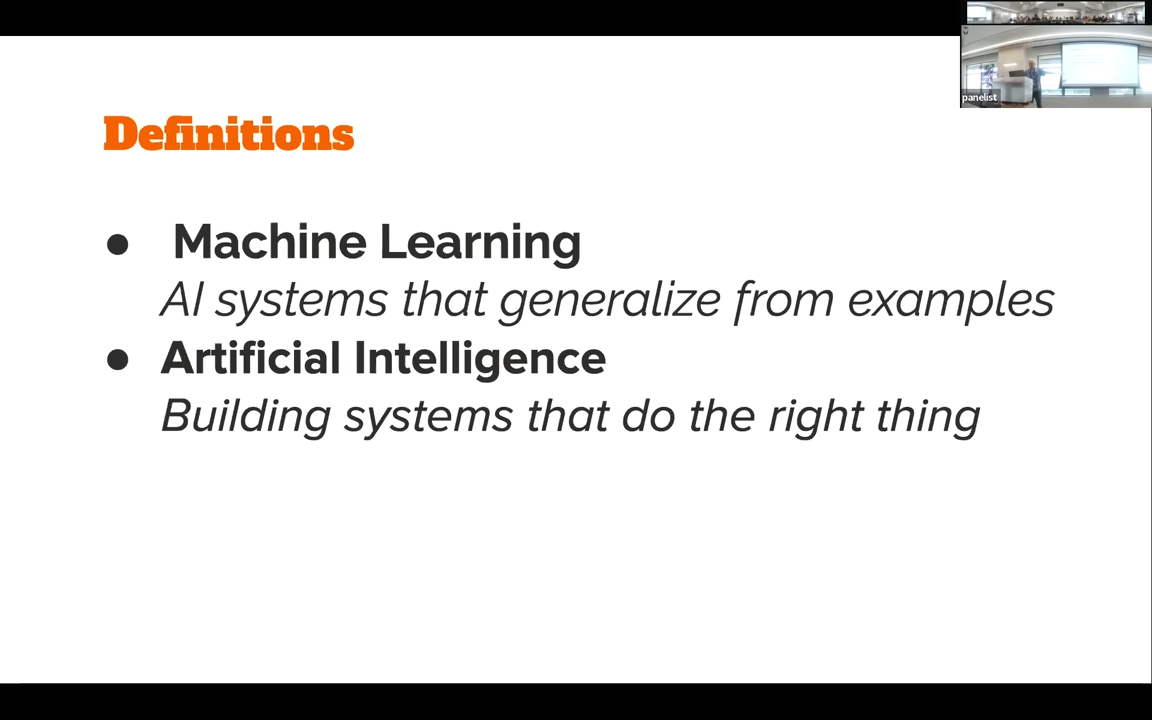 Definitions
● Machine Learning
AI systems that generalize from examples
● Artificial Intelligence
Building systems that do the right thing
panelist